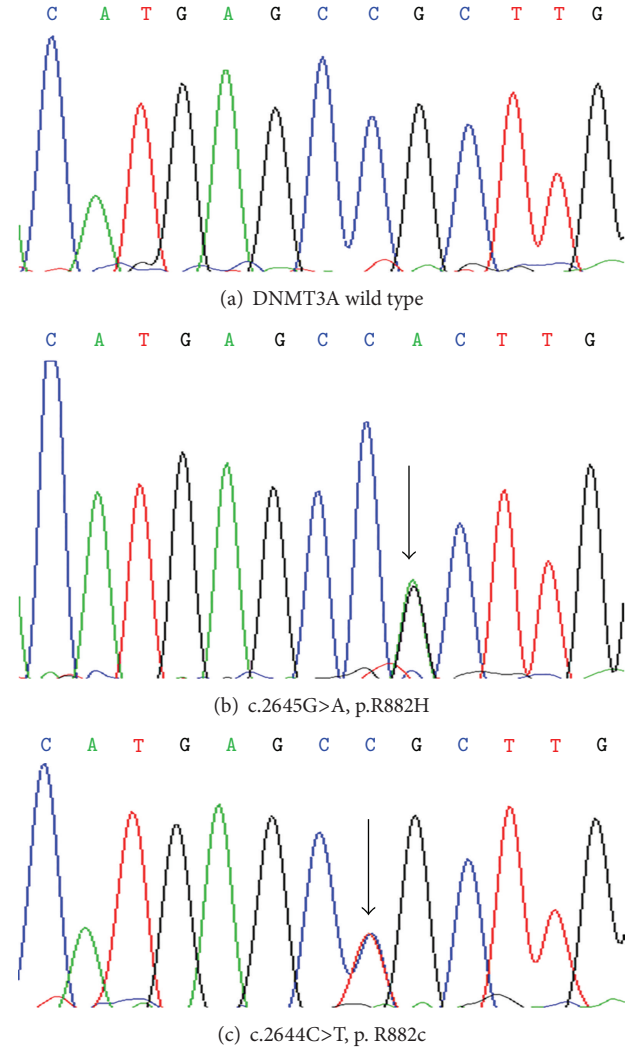 C A T G A G C C G C T T G
(a) DNMT3A wild type
C A T G A G C C A C T T G
(b) c.2645G>A, p.R882H
C A T G A G C C G C T T G
(c) c.2644C>T, p. R882c